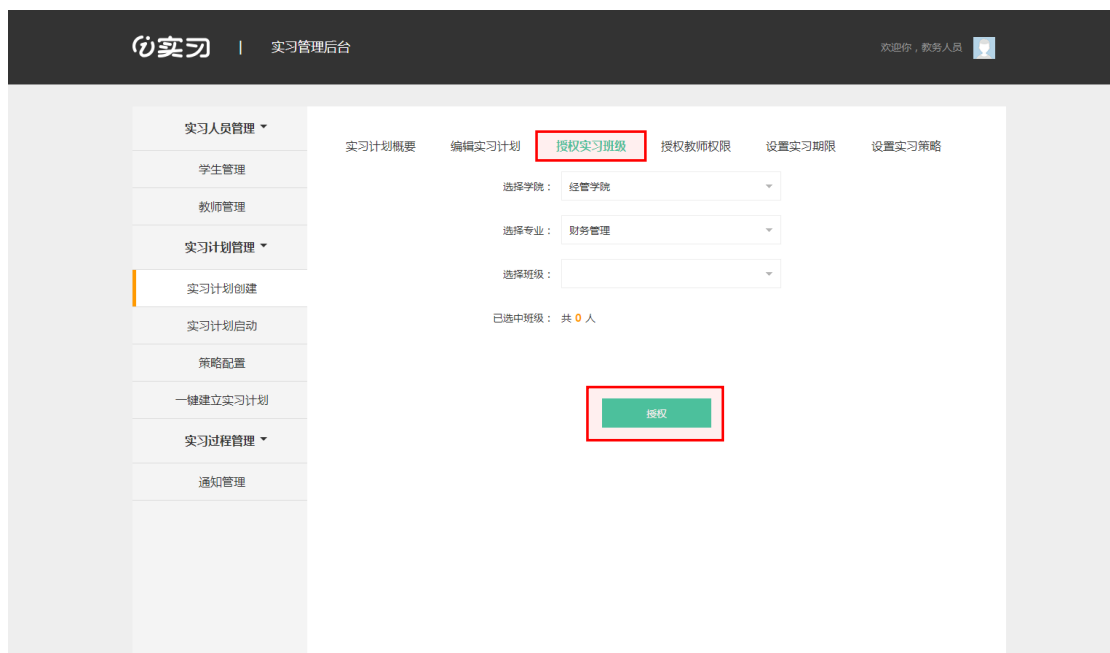 i实习 | 实习管理后台
欢迎你，教务人员
实习人员管理
学生管理
教师管理
实习计划管理
实习计划创建
实习计划启动
策略配置
一键建立实习计划
实习过程管理
通知管理
实习计划概要 编辑实习计划 授权实习班级 授权教师权限 设置实习期限 设置实习策略
选择学院： 经管学院
选择专业： 财务管理
选择班级：
已选中班级： 共 0 人
授权